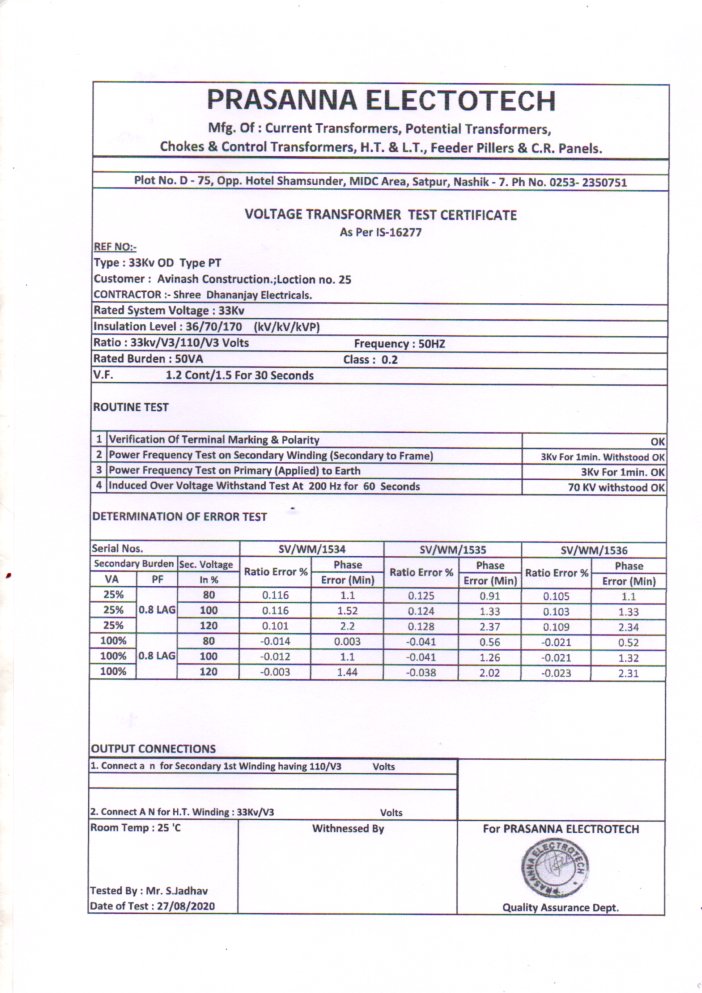 PRASANNA ELECTOTECH
Mfg. Of : Current Transformers, Potential Transformers,
Chokes & Control Transformers, H.T. & L.T., Feeder Pillers & C.R. Panels.
Plot No. D - 75, Opp. Hotel Shamsunder, MIDC Area, Satpur, Nashik - 7. Ph No. 0253- 2350751
VOLTAGE TRANSFORMER TEST CERTIFICATE
As Per IS-16277
REF NO:-
Type : 33Kv OD Type PT
Customer : Avinash Construction.;Loction no. 25
CONTRACTOR :- Shree Dhananjay Electricals.
Rated System Voltage : 33Kv
Insulation Level : 36/70/170 (kV/kV/kVP)
Ratio : 33kv/V3/110/V3 Volts Frequency : 50HZ
Rated Burden : 50VA Class : 0.2
V.F. 1.2 Cont/1.5 For 30 Seconds
ROUTINE TEST
1 Verification Of Terminal Marking & Polarity OK
2 Power Frequency Test on Secondary Winding (Secondary to Frame) 3Kv For 1min. Withstood OK
3 Power Frequency Test on Primary (Applied) to Earth 3Kv For 1min. OK
4 Induced Over Voltage Withstand Test At 200 Hz for 60 Seconds 70 KV withstood OK
DETERMINATION OF ERROR TEST
Serial Nos. SV/WM/1534 SV/WM/1535 SV/WM/1536
Secondary Burden Sec. Voltage Ratio Error % Phase Ratio Error % Phase Ratio Error % Phase
VA PF In % Error (Min) Error (Min) Error (Min)
25% 80 0.116 1.1 0.125 0.91 0.105 1.1
25% 0.8 LAG 100 0.116 1.52 0.124 1.33 0.103 1.33
25% 120 0.101 2.2 0.128 2.37 0.109 2.34
100% 80 -0.014 0.003 -0.041 0.56 -0.021 0.52
100% 0.8 LAG 100 -0.012 1.1 -0.041 1.26 -0.021 1.32
100% 120 -0.003 1.44 -0.038 2.02 -0.023 2.31
OUTPUT CONNECTIONS
1. Connect a n for Secondary 1st Winding having 110/V3 Volts
2. Connect A N for H.T. Winding : 33Kv/V3 Volts
Room Temp : 25 'C Withnessed By For PRASANNA ELECTROTECH
PRASANNA ELECTROTECH
Tested By : Mr. S.Jadhav
Date of Test : 27/08/2020 Quality Assurance Dept.